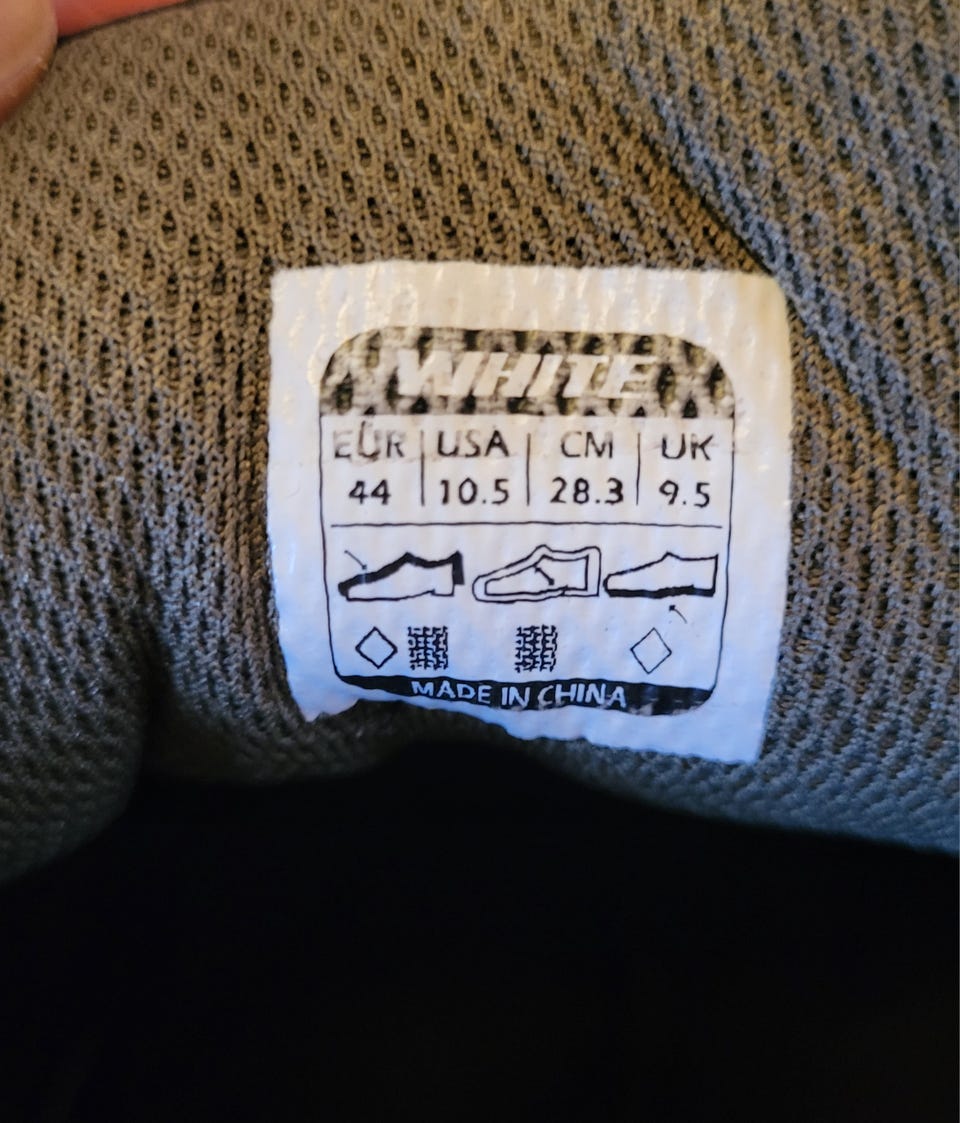 WHITE
EUR USA CM UK
44 10.5 28.3 9.5
MADE IN CHINA